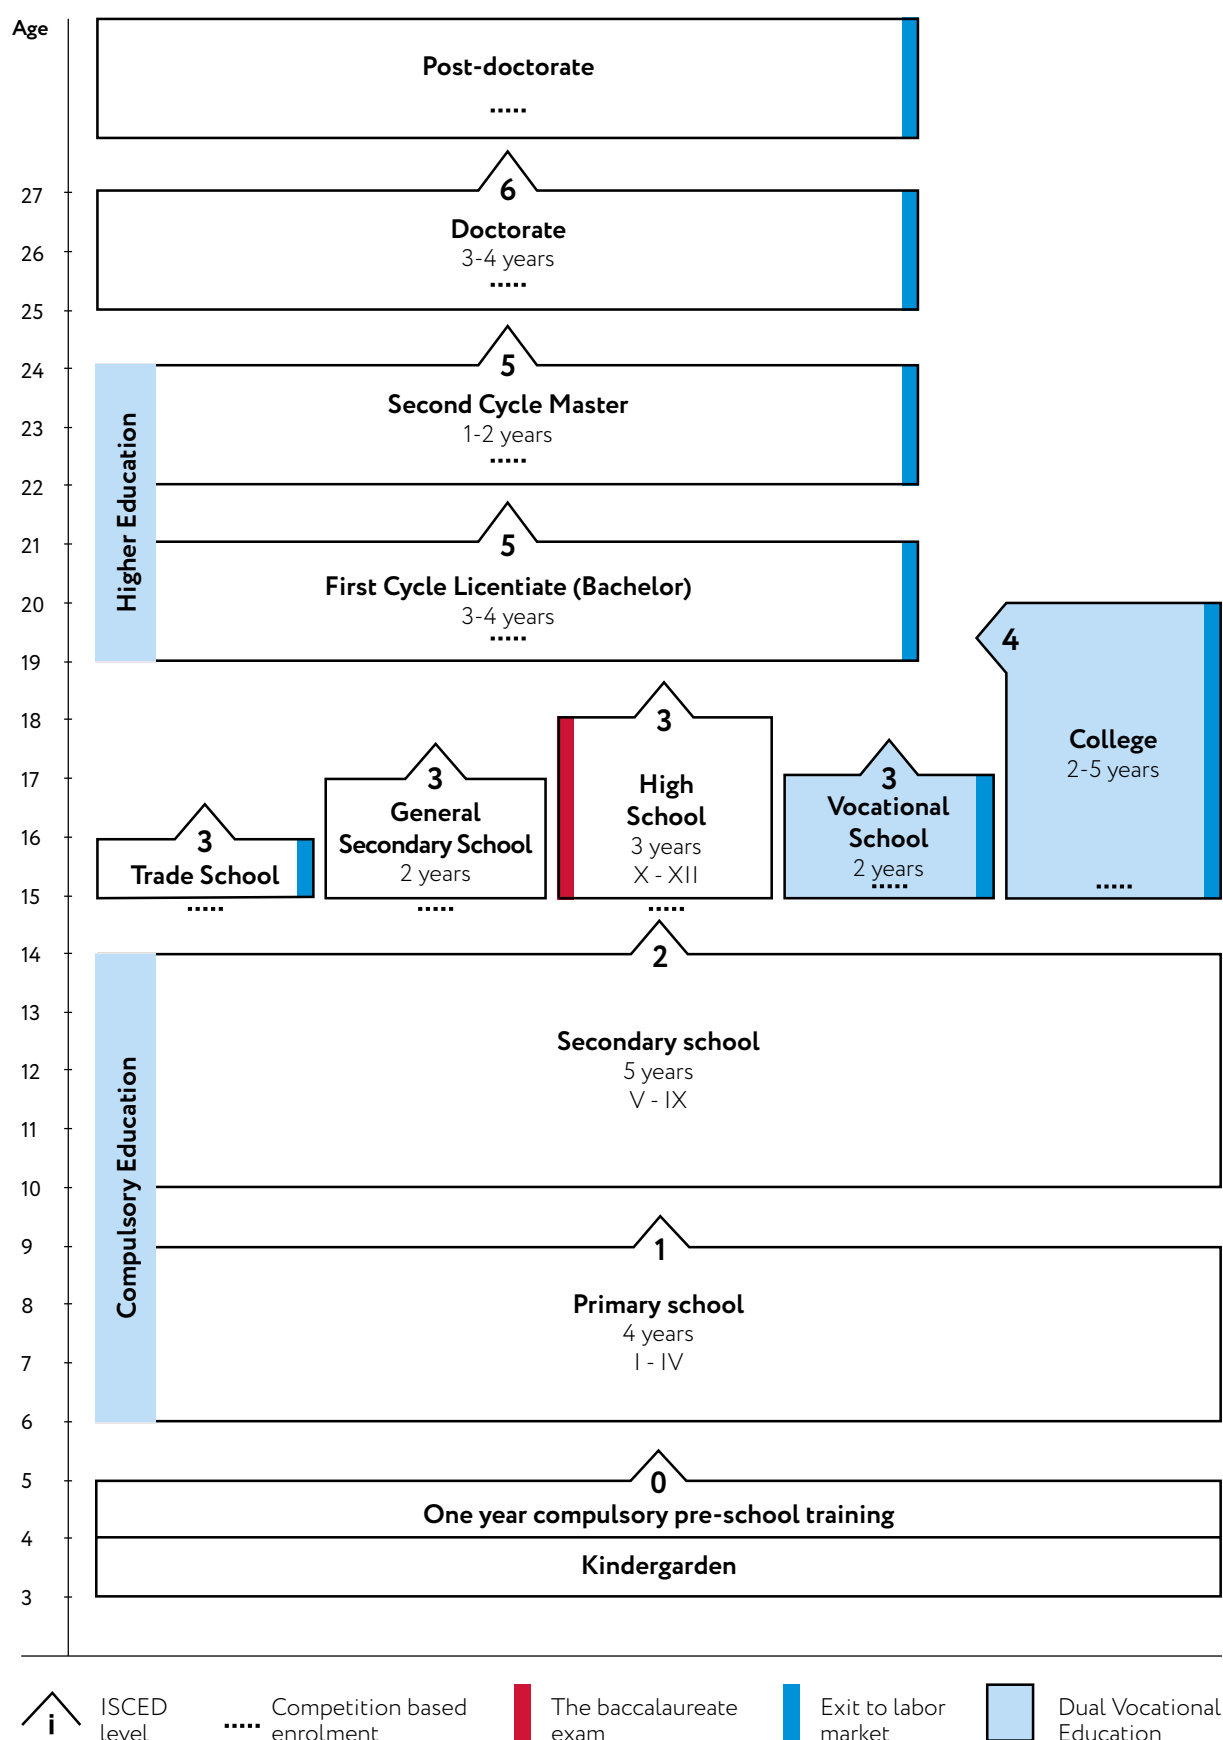 Age
Post-doctorate
.....
27
6
Doctorate
26
3-4 years
.....
25
5
24
Second Cycle Master
23
1-2 years
.....
22
Higher Education
5
21
First Cycle Licentiate (Bachelor)
20
3-4 years
.....
19
4
18
3
College
2-5 years
.....
17
3
General
Secondary School
2 years
.....
High
School
3 years
X - XII
.....
3
Vocational
School
2 years
.....
16
3
Trade School
.....
15
14
2
13
Secondary school
12
5 years
V - IX
11
10
Compulsory Education
9
1
8
Primary school
4 years
7
I - IV
6
5
0
One year compulsory pre-school training
4
Kindergarden
3
i
ISCED
level
.....
Competition based
enrolment
The baccalaureate
exam
Exit to labor
market
Dual Vocational
Education